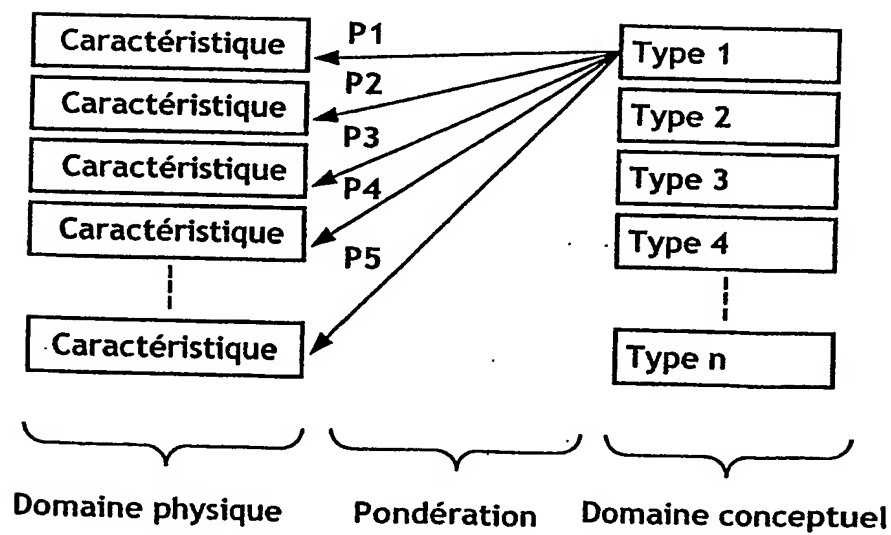 Caractéristique P1 Type 1
Caractéristique P2 Type 2
Caractéristique P3 Type 3
Caractéristique P4 Type 4
P5
Caractéristique Type n
Domaine physique Pondération Domaine conceptuel